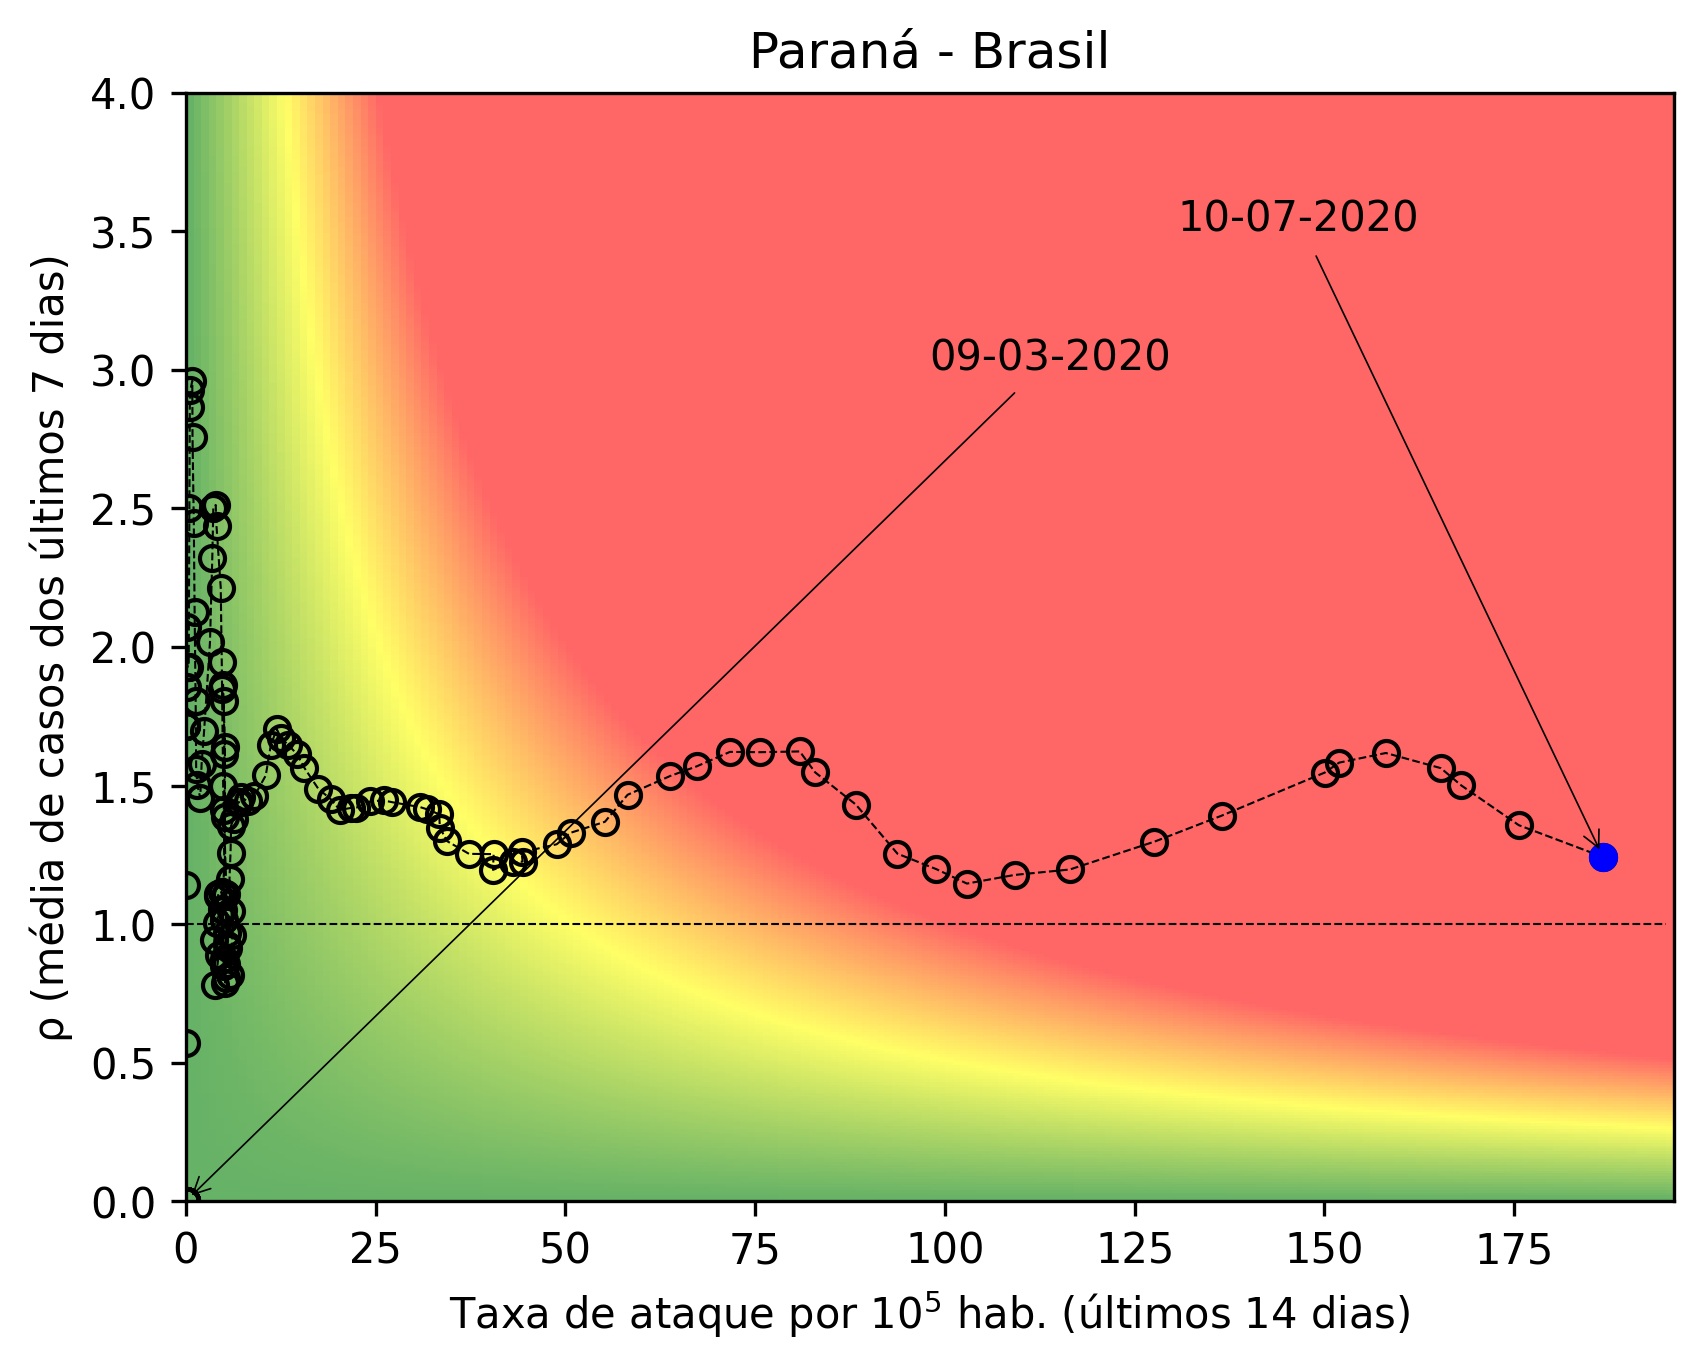 Paraná - Brasil
4.0
3.5
3.0
2.5
2.0
1.5
1.0
0.5
0.0
ρ (média de casos dos últimos 7 dias)
10-07-2020
09-03-2020
0 25 50 75 100 125 150 175
Taxa de ataque por 10⁵ hab. (últimos 14 dias)